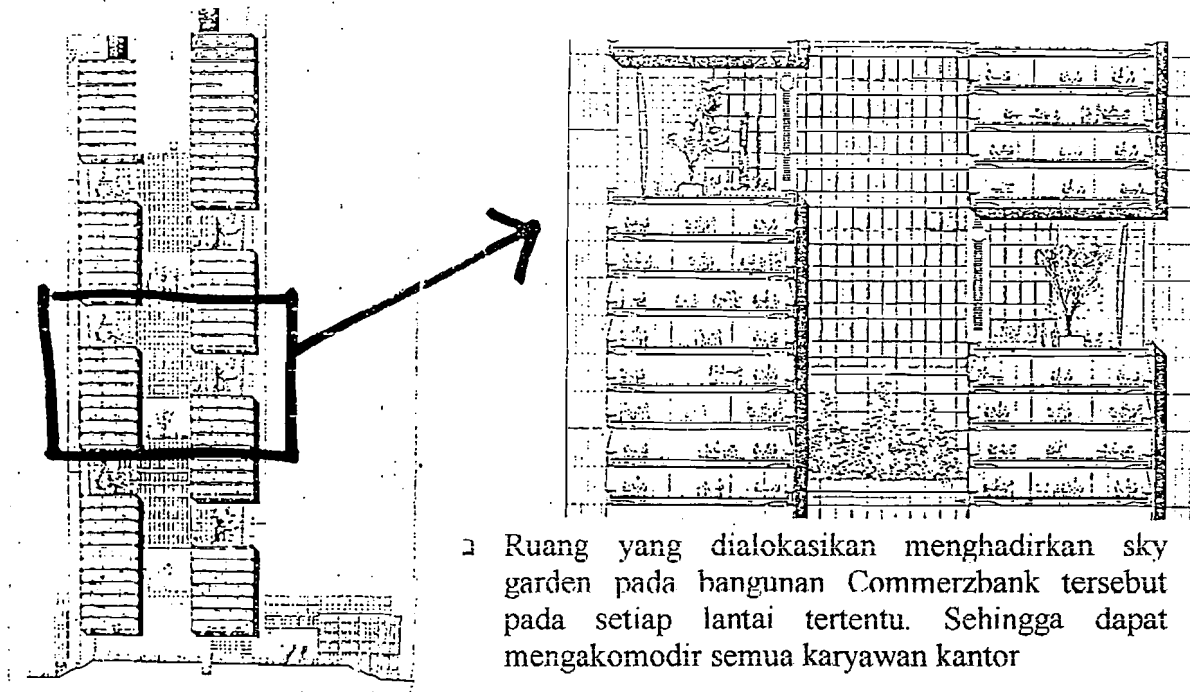 Ruang yang dialokasikan menghadirkan sky
garden pada bangunan Commerzbank tersebut
pada setiap lantai tertentu. Sehingga dapat
mengakomodir semua karyawan kantor